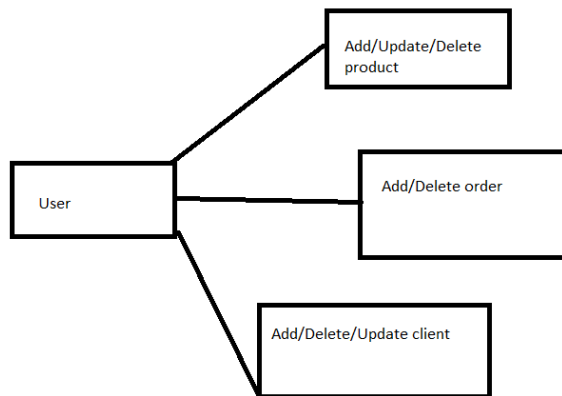 Add/Update/Delete
product
User
Add/Delete order
Add/Delete/Update client